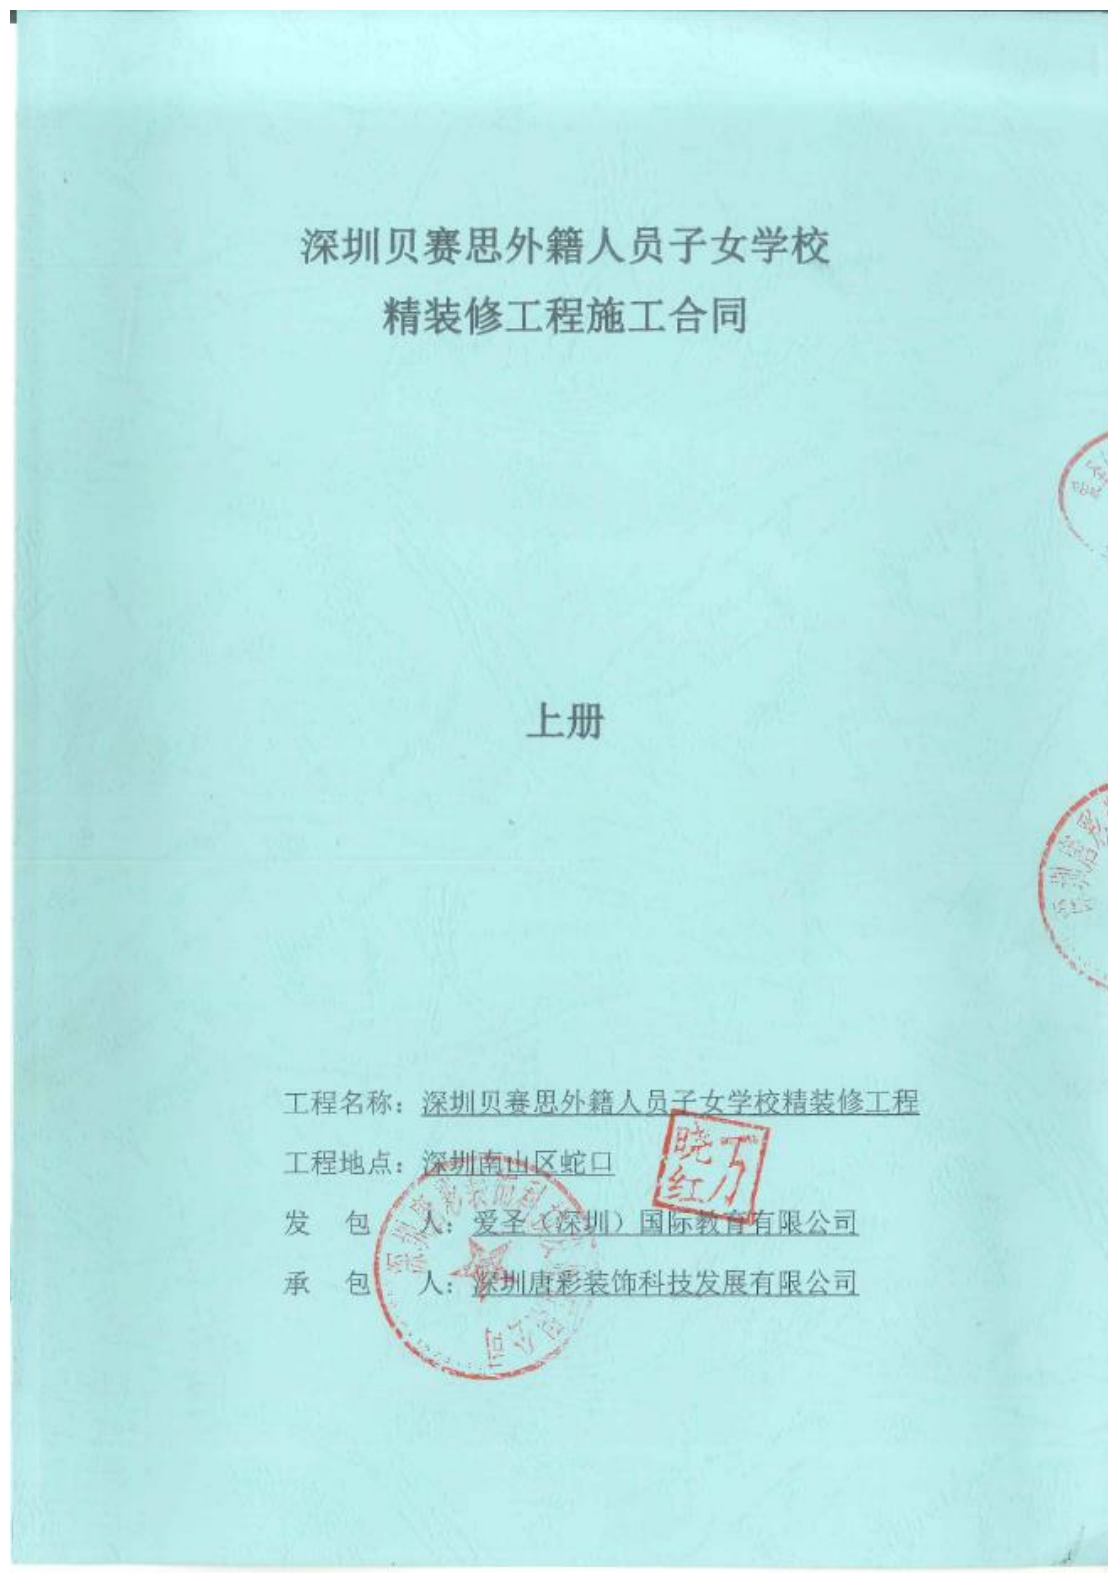 深圳贝赛思外籍人员子女学校
精装修工程施工合同
上册
工程名称：深圳贝赛思外籍人员子女学校精装修工程
工程地点：深圳南山区蛇口
发 包 人：爱圣（深圳）国际教育有限公司
承 包 人：深圳唐彩装饰科技发展有限公司
万
晓
红